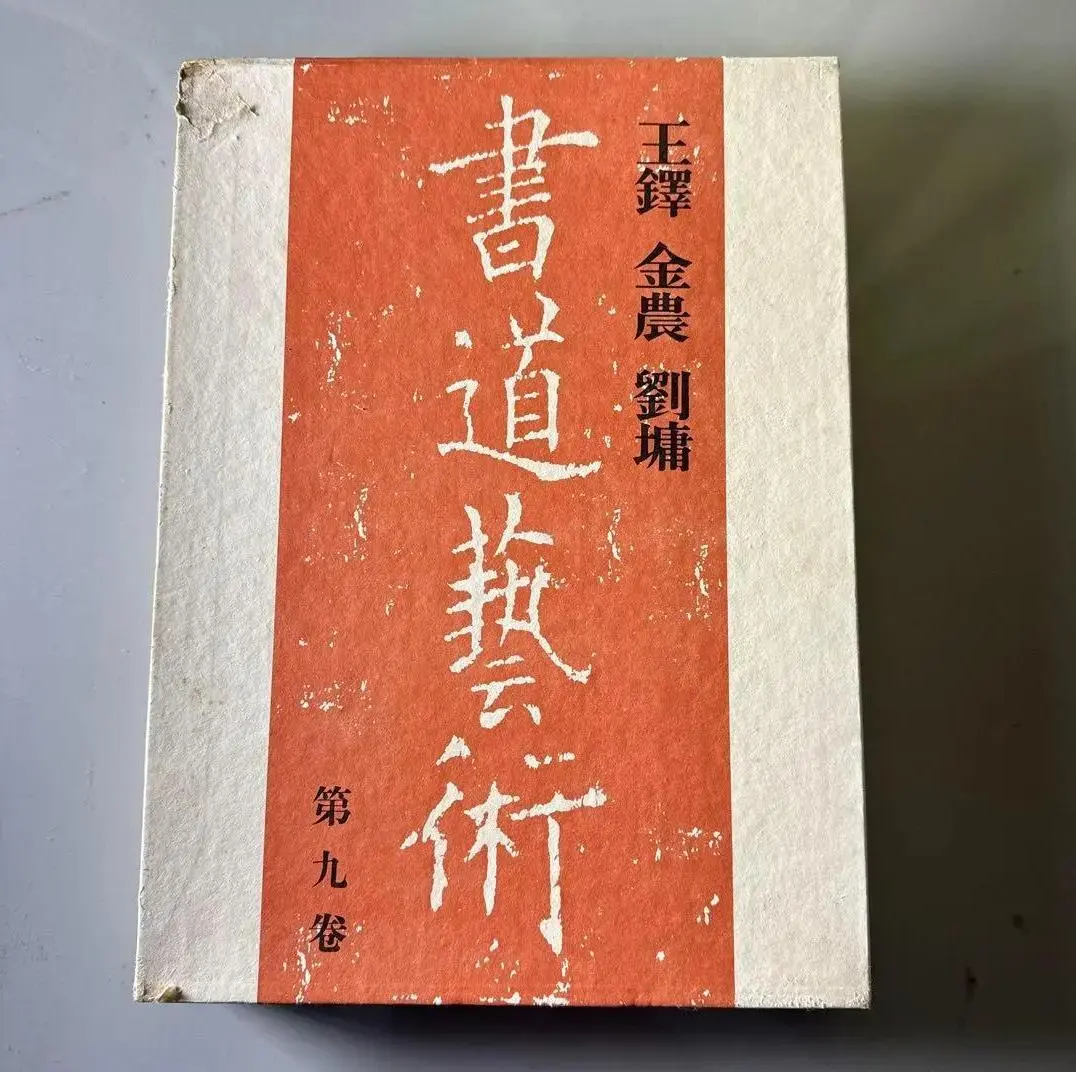 王鐸 金農 劉墉
書道藝術
第九卷